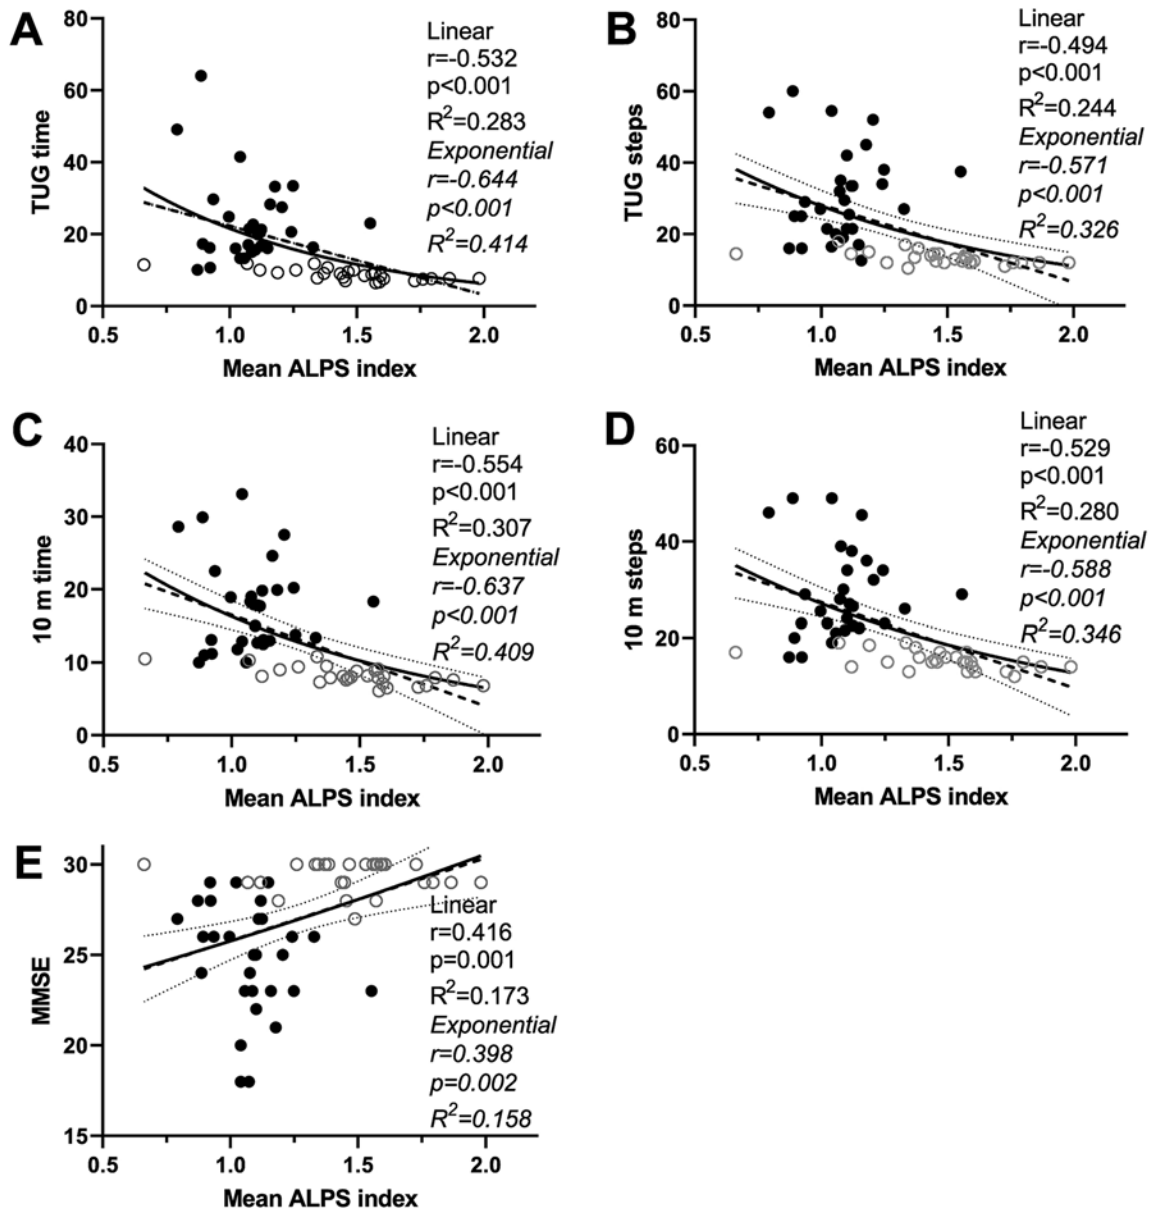 A
80
60
40
20
0
TUG time
0.5
1.0
1.5
2.0
Mean ALPS index
Linear
r=-0.532
p<0.001
R²=0.283
Exponential
r=-0.644
p<0.001
R²=0.414
B
80
60
40
20
0
TUG steps
0.5
1.0
1.5
2.0
Mean ALPS index
Linear
r=-0.494
p<0.001
R²=0.244
Exponential
r=-0.571
p<0.001
R²=0.326
C
40
30
20
10
0
10 m time
0.5
1.0
1.5
2.0
Mean ALPS index
Linear
r=-0.554
p<0.001
R²=0.307
Exponential
r=-0.637
p<0.001
R²=0.409
D
60
40
20
0
10 m steps
0.5
1.0
1.5
2.0
Mean ALPS index
Linear
r=-0.529
p<0.001
R²=0.280
Exponential
r=-0.588
p<0.001
R²=0.346
E
30
25
20
15
MMSE
0.5
1.0
1.5
2.0
Mean ALPS index
Linear
r=0.416
p=0.001
R²=0.173
Exponential
r=0.398
p=0.002
R²=0.158